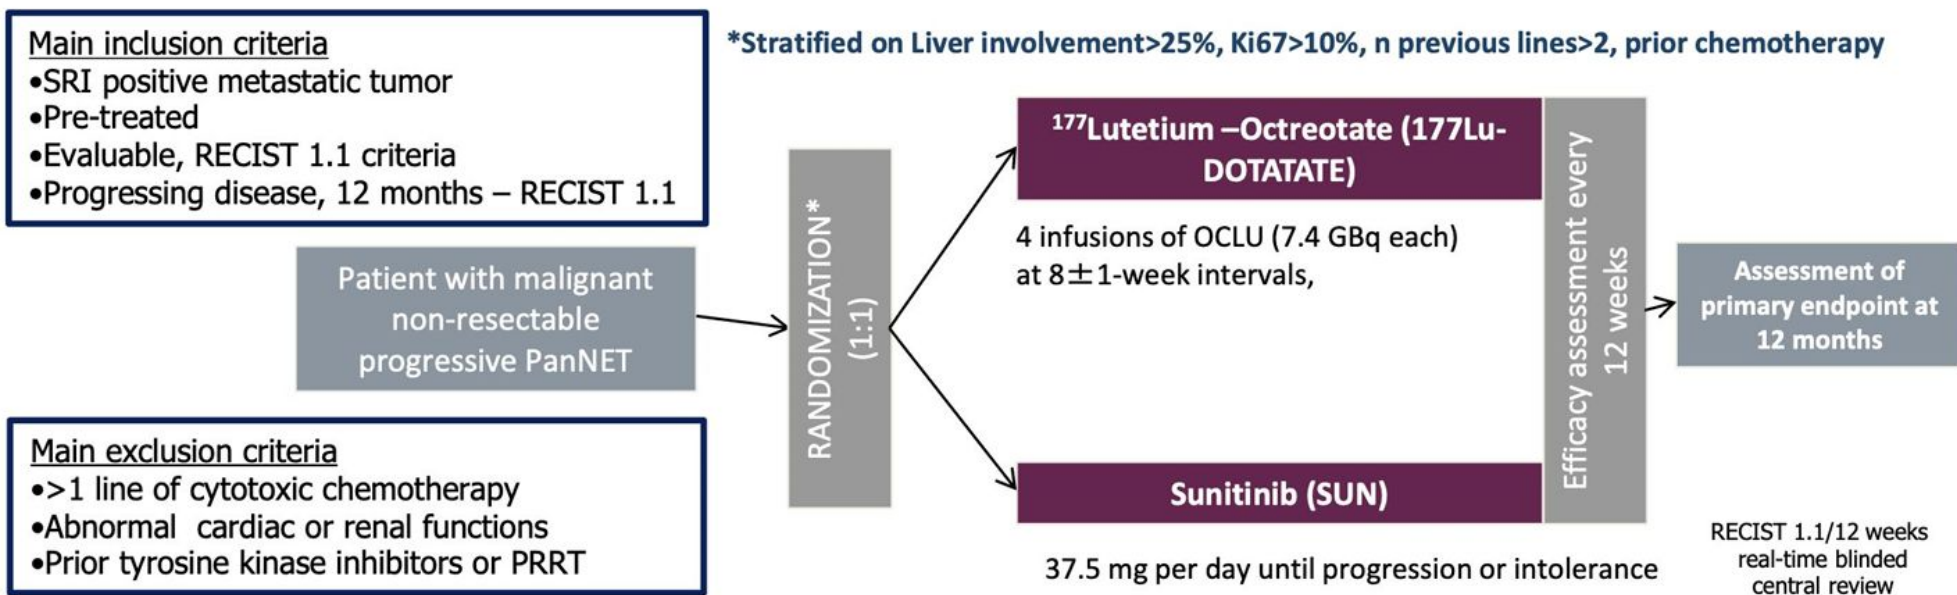 Main inclusion criteria
•SRI positive metastatic tumor
•Pre-treated
•Evaluable, RECIST 1.1 criteria
•Progressing disease, 12 months – RECIST 1.1
*Stratified on Liver involvement>25%, Ki67>10%, n previous lines>2, prior chemotherapy
Patient with malignant
non-resectable
progressive PanNET
Main exclusion criteria
•>1 line of cytotoxic chemotherapy
•Abnormal cardiac or renal functions
•Prior tyrosine kinase inhibitors or PRRT
RANDOMIZATION*
(1:1)
¹⁷⁷Lutetium –Octreotate (177Lu-
DOTATATE)
4 infusions of OCLU (7.4 GBq each)
at 8±1-week intervals,
Sunitinib (SUN)
37.5 mg per day until progression or intolerance
Efficacy assessment every
12 weeks
Assessment of
primary endpoint at
12 months
RECIST 1.1/12 weeks
real-time blinded
central review